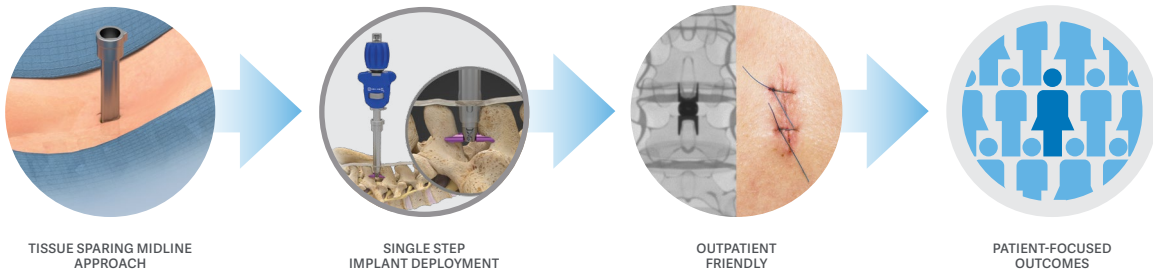 TISSUE SPARING MIDLINE
APPROACH
SINGLE STEP
IMPLANT DEPLOYMENT
OUTPATIENT
FRIENDLY
PATIENT-FOCUSED
OUTCOMES